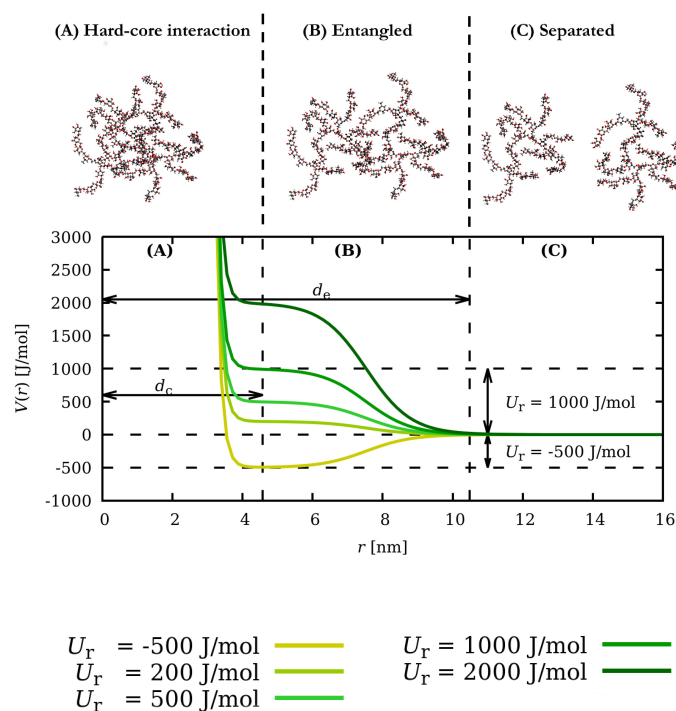 (A) Hard-core interaction (B) Entangled (C) Separated
3000 (A) (B) (C)
2500
2000 d_e
1500
1000
500 d_c U_r = 1000 J/mol
0
-500 U_r = -500 J/mol
-1000
V(r) [J/mol]
0 2 4 6 8 10 12 14 16
r [nm]
U_r = -500 J/mol U_r = 1000 J/mol
U_r = 200 J/mol U_r = 2000 J/mol
U_r = 500 J/mol